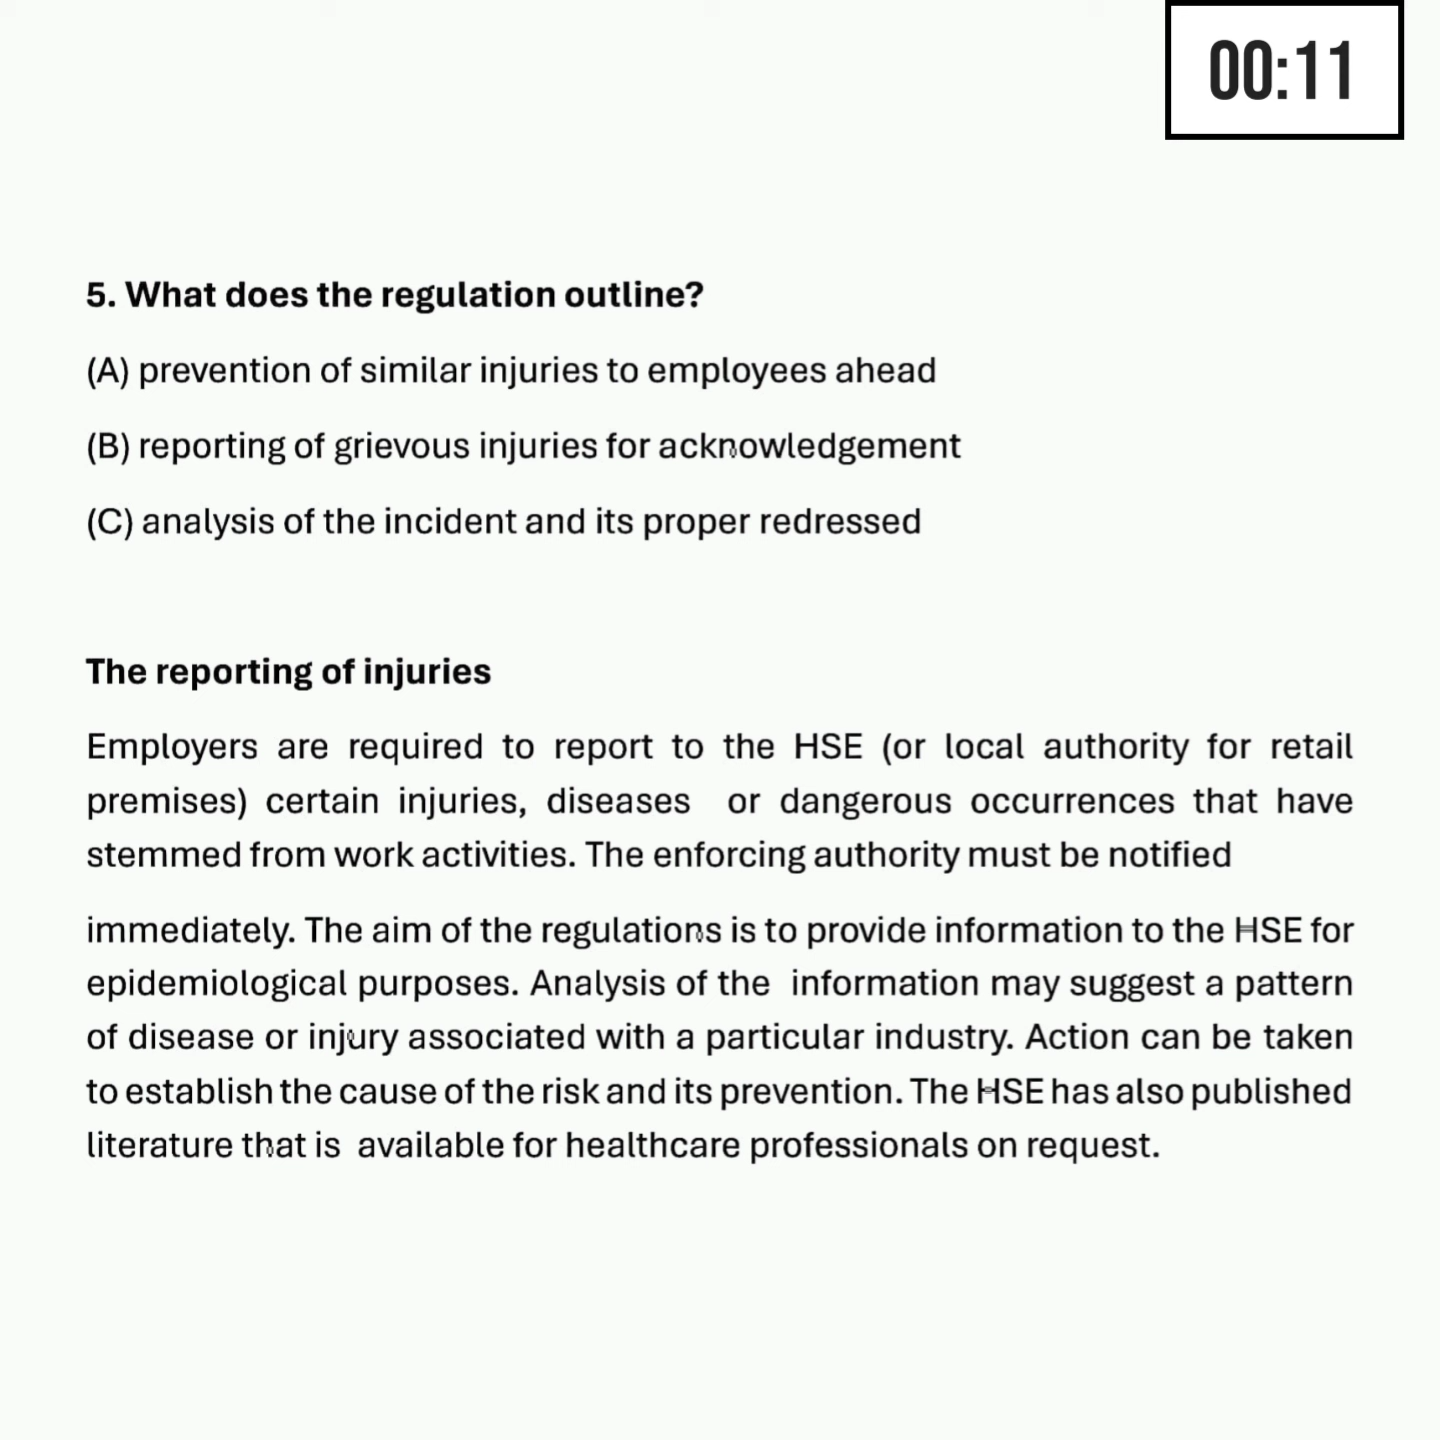 00:11
5. What does the regulation outline?
(A) prevention of similar injuries to employees ahead
(B) reporting of grievous injuries for acknowledgement
(C) analysis of the incident and its proper redressed
The reporting of injuries
Employers are required to report to the HSE (or local authority for retail
premises) certain injuries, diseases or dangerous occurrences that have
stemmed from work activities. The enforcing authority must be notified
immediately. The aim of the regulations is to provide information to the HSE for
epidemiological purposes. Analysis of the information may suggest a pattern
of disease or injury associated with a particular industry. Action can be taken
to establish the cause of the risk and its prevention. The HSE has also published
literature that is available for healthcare professionals on request.